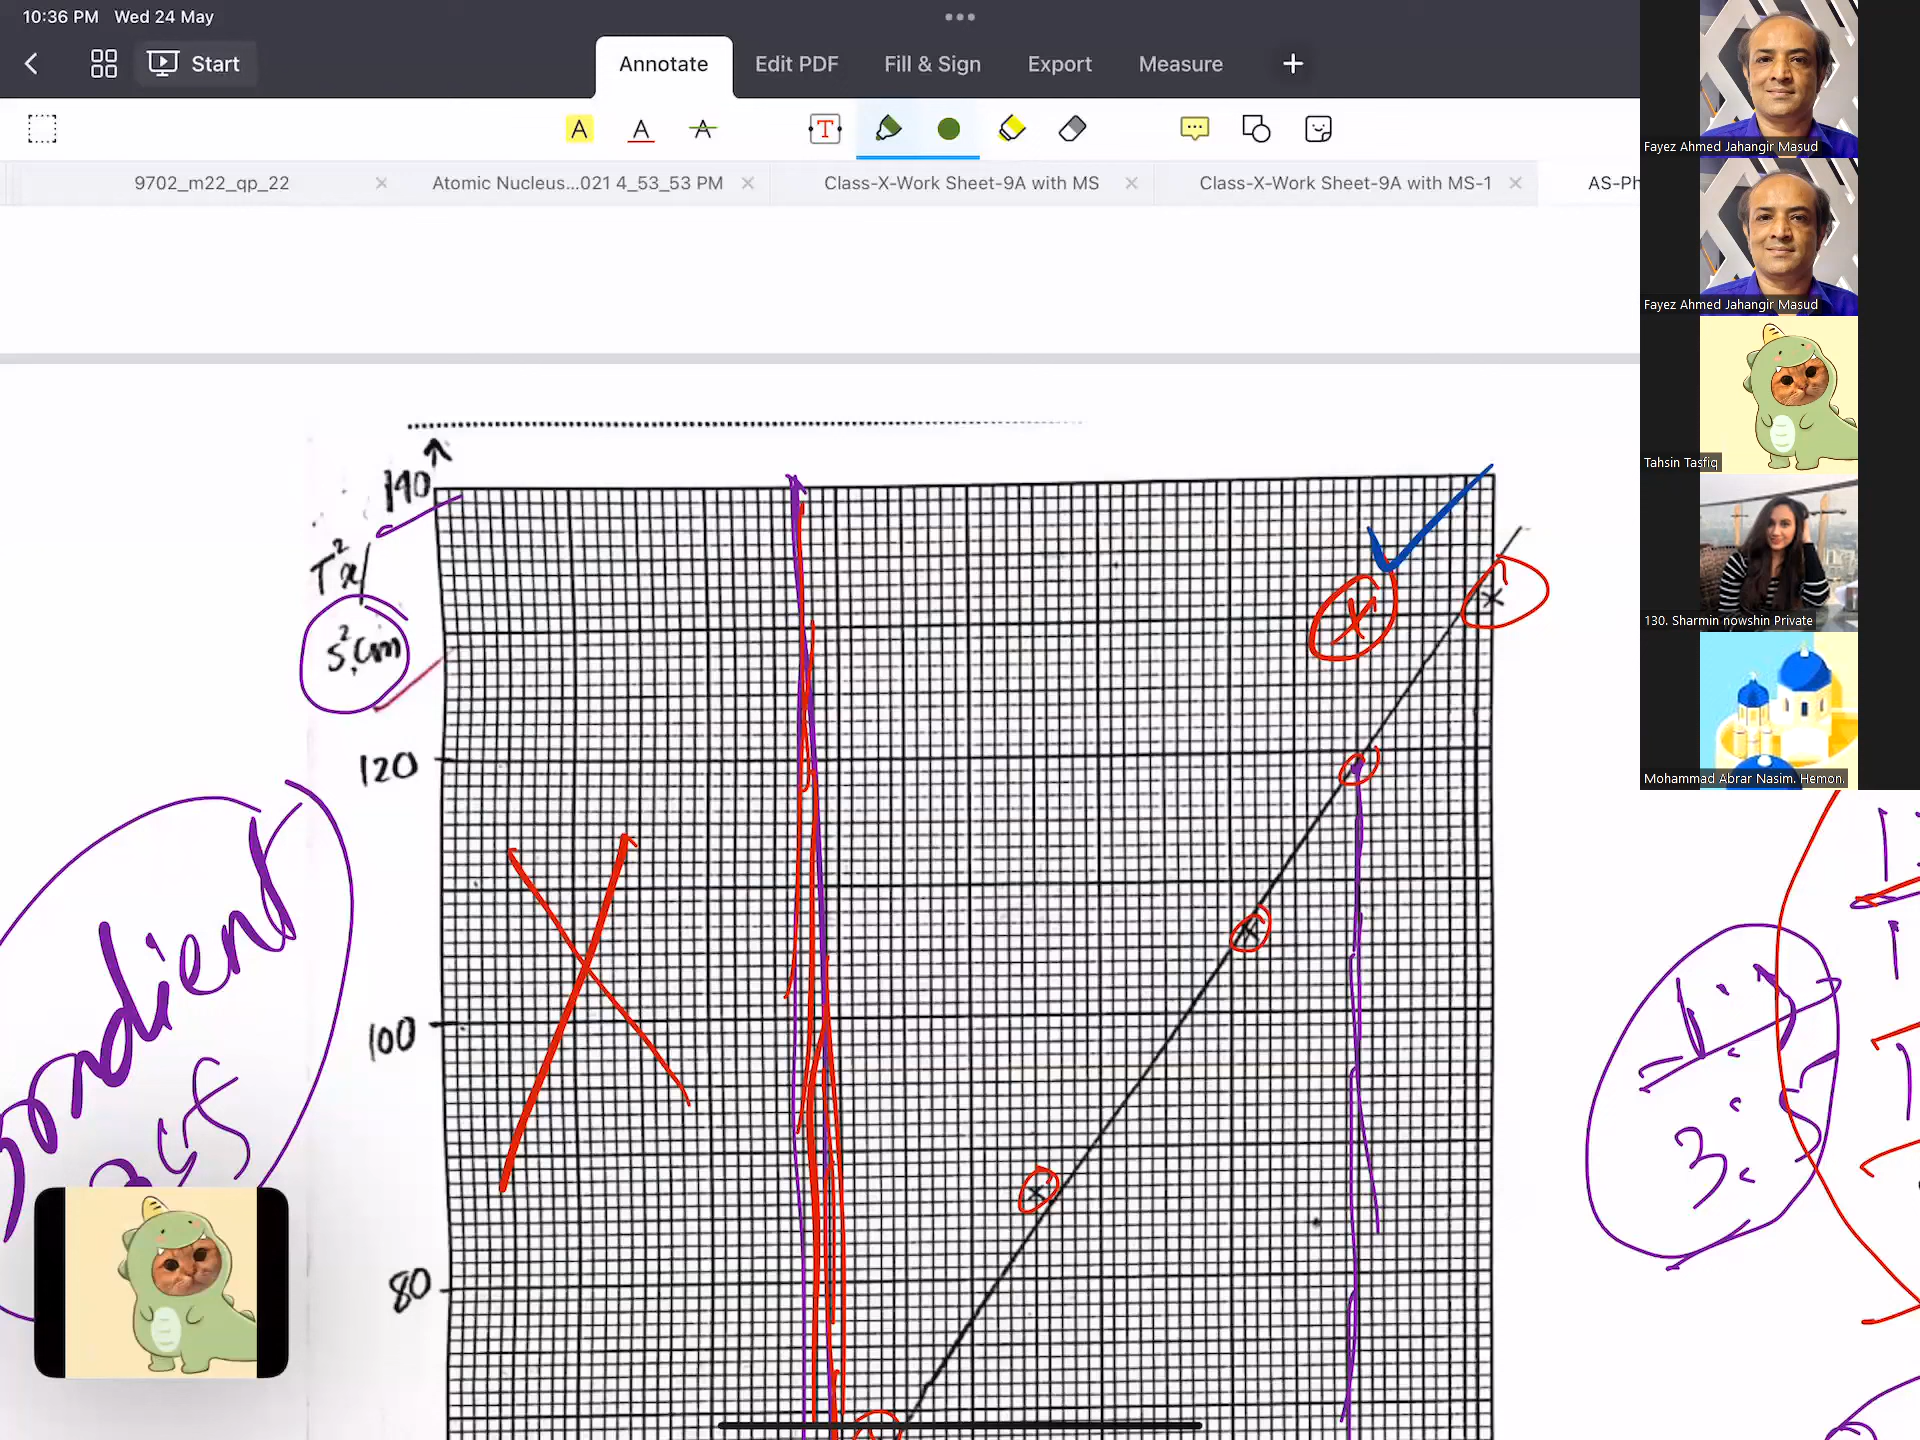 10:36 PM Wed 24 May
Start
Annotate
Edit PDF
Fill & Sign
Export
Measure
9702_m22_qp_22
Atomic Nucleus...021 4_53_53 PM
Class-X-Work Sheet-9A with MS
Class-X-Work Sheet-9A with MS-1
AS-Ph
Fayez Ahmed Jahangir Masud
Fayez Ahmed Jahangir Masud
Tahsin Tasfiq
130. Sharmin nowshin Private
Mohammad Abrar Nasim. Hemon.
140
T²x/
s²,cm
120
100
80